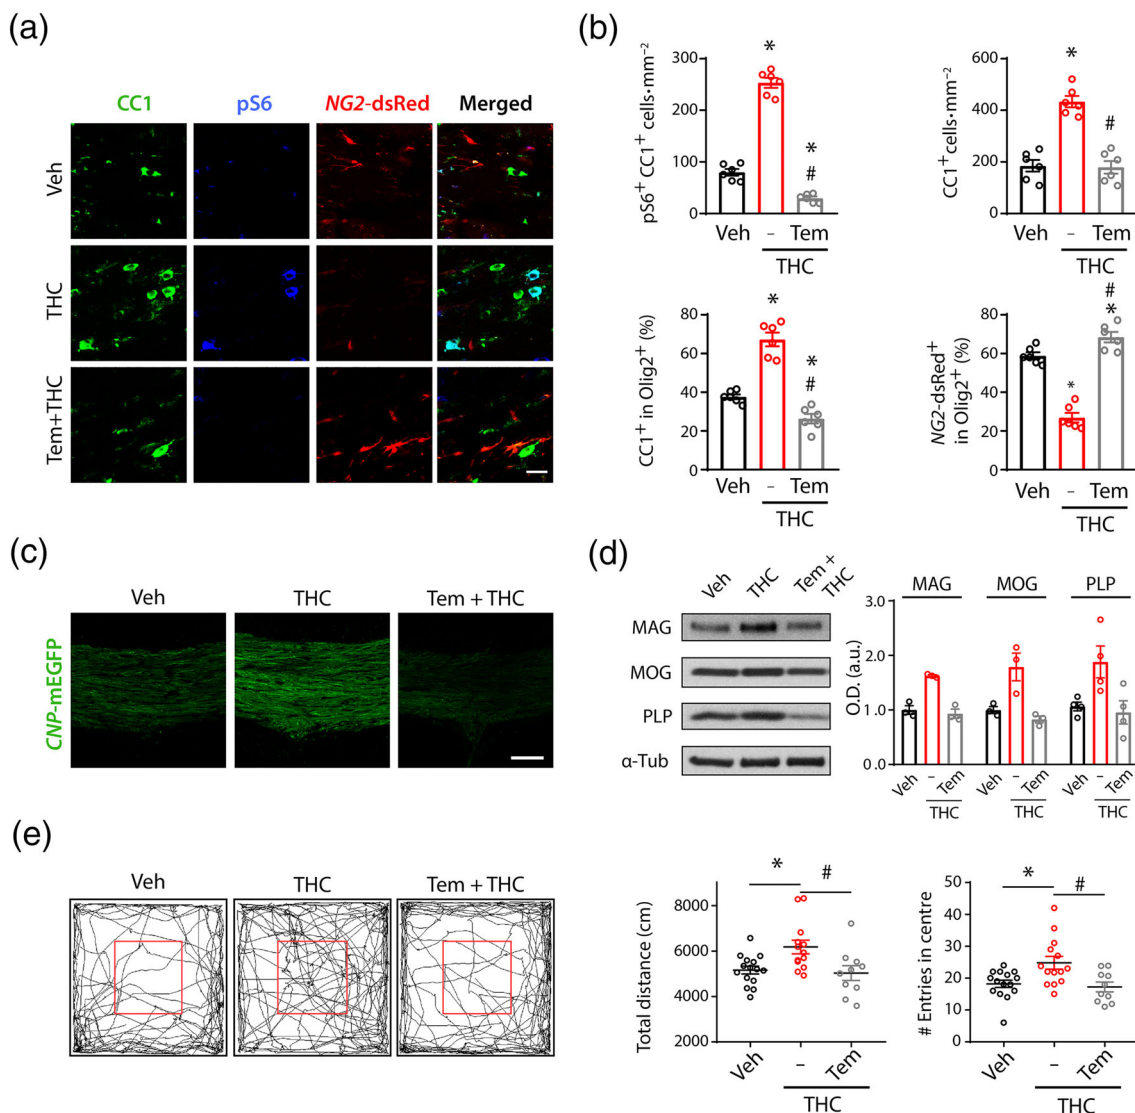 (a)
CC1 pS6 NG2-dsRed Merged
Veh
THC
Tem+THC
(b)
pS6⁺ CC1⁺ cells·mm⁻²
300
200
100
0
*
*
#
Veh – Tem
THC
CC1⁺ cells·mm⁻²
600
400
200
0
*
#
Veh – Tem
THC
CC1⁺ in Olig2⁺ (%)
80
60
40
20
0
*
*
#
Veh – Tem
THC
NG2-dsRed⁺
in Olig2⁺ (%)
80
60
40
20
0
*
#
*
Veh – Tem
THC
(c)
Veh THC Tem + THC
CNP-mEGFP
(d)
Veh THC Tem +
THC
MAG
MOG
PLP
α-Tub
MAG MOG PLP
O.D. (a.u.)
3.0
2.0
1.0
0.0
Veh – Tem Veh – Tem Veh – Tem
THC THC THC
(e)
Veh THC Tem + THC
Total distance (cm)
8000
6000
4000
2000
* #
Veh – Tem
THC
# Entries in centre
50
40
30
20
10
0
* #
Veh – Tem
THC